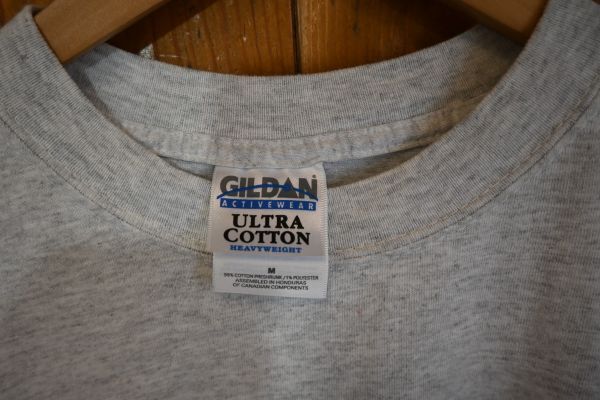 GILDAN
ACTIVEWEAR
ULTRA
COTTON
HEAVYWEIGHT
M
99% COTTON PRESHRUNK / 1% POLYESTER
ASSEMBLED IN HONDURAS
OF CANADIAN COMPONENTS